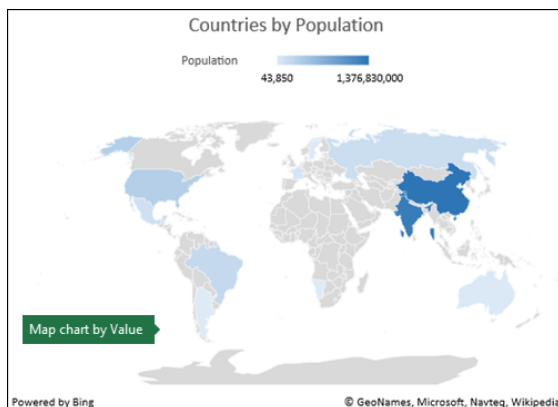 Countries by Population
Population
43,850 1,376,830,000
Map chart by Value
Powered by Bing
© GeoNames, Microsoft, Navteq, Wikipedia